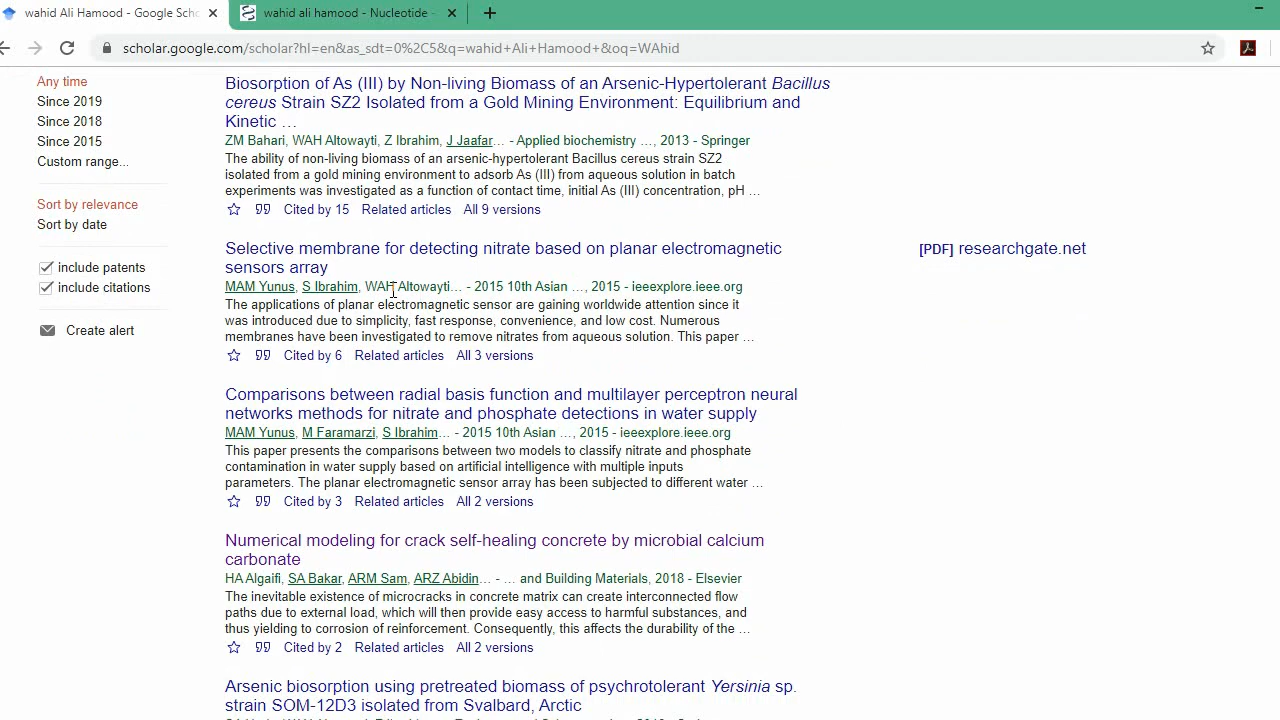 wahid Ali Hamood - Google Scho
wahid ali hamood - Nucleotide -
scholar.google.com/scholar?hl=en&as_sdt=0%2C5&q=wahid+Ali+Hamood+&oq=WAhid
Any time
Since 2019
Since 2018
Since 2015
Custom range...
Sort by relevance
Sort by date
include patents
include citations
Create alert
Biosorption of As (III) by Non-living Biomass of an Arsenic-Hypertolerant Bacillus
cereus Strain SZ2 Isolated from a Gold Mining Environment: Equilibrium and
Kinetic …
ZM Bahari, WAH Altowayti, Z Ibrahim, J Jaafar… - Applied biochemistry …, 2013 - Springer
The ability of non-living biomass of an arsenic-hypertolerant Bacillus cereus strain SZ2
isolated from a gold mining environment to adsorb As (III) from aqueous solution in batch
experiments was investigated as a function of contact time, initial As (III) concentration, pH …
Cited by 15 Related articles All 9 versions
Selective membrane for detecting nitrate based on planar electromagnetic
sensors array
[PDF] researchgate.net
MAM Yunus, S Ibrahim, WAH Altowayti… - 2015 10th Asian …, 2015 - ieeexplore.ieee.org
The applications of planar electromagnetic sensor are gaining worldwide attention since it
was introduced due to simplicity, fast response, convenience, and low cost. Numerous
membranes have been investigated to remove nitrates from aqueous solution. This paper …
Cited by 6 Related articles All 3 versions
Comparisons between radial basis function and multilayer perceptron neural
networks methods for nitrate and phosphate detections in water supply
MAM Yunus, M Faramarzi, S Ibrahim… - 2015 10th Asian …, 2015 - ieeexplore.ieee.org
This paper presents the comparisons between two models to classify nitrate and phosphate
contamination in water supply based on artificial intelligence with multiple inputs
parameters. The planar electromagnetic sensor array has been subjected to different water …
Cited by 3 Related articles All 2 versions
Numerical modeling for crack self-healing concrete by microbial calcium
carbonate
HA Algaifi, SA Bakar, ARM Sam, ARZ Abidin… - … and Building Materials, 2018 - Elsevier
The inevitable existence of microcracks in concrete matrix can create interconnected flow
paths due to external load, which will then provide easy access to harmful substances, and
thus yielding to corrosion of reinforcement. Consequently, this affects the durability of the …
Cited by 2 Related articles All 2 versions
Arsenic biosorption using pretreated biomass of psychrotolerant Yersinia sp.
strain SOM-12D3 isolated from Svalbard, Arctic